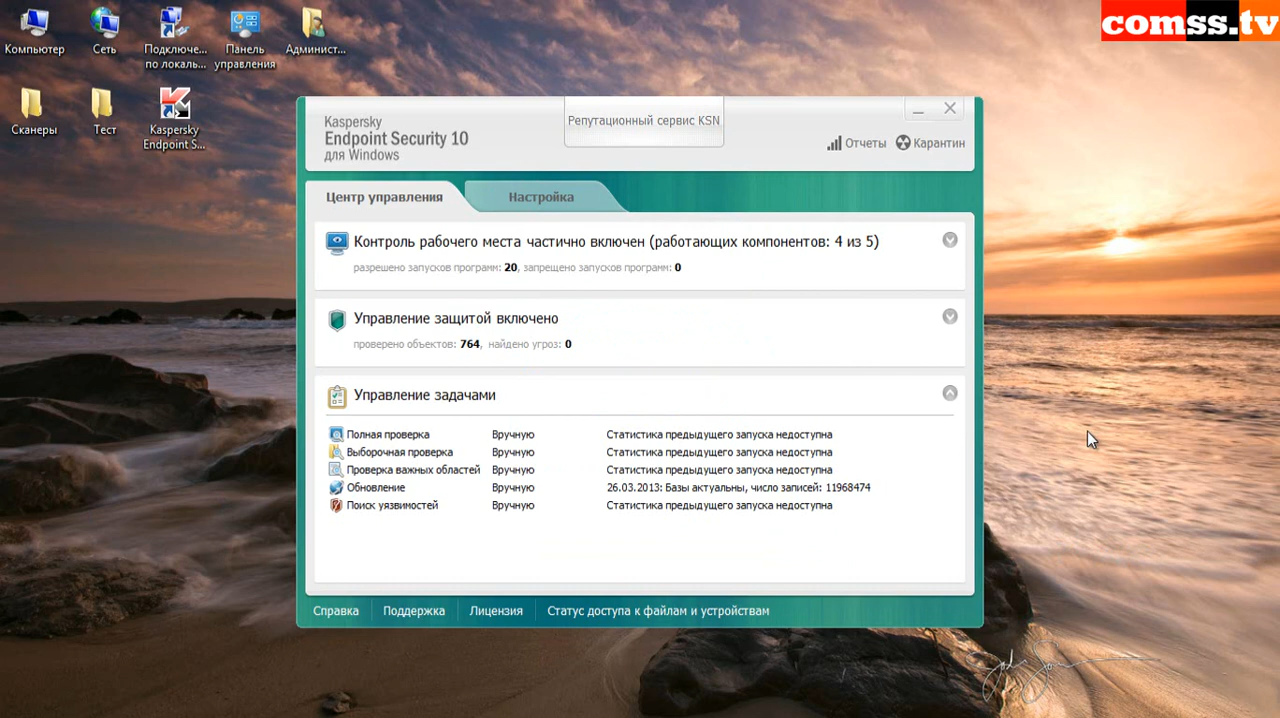 comss.tv
Компьютер
Сеть
Подключе...
по локаль...
Панель
управления
Админист...
Сканеры
Тест
Kaspersky
Endpoint S...
Kaspersky
Endpoint Security 10
для Windows
Репутационный сервис KSN
Отчеты
Карантин
Центр управления
Настройка
Контроль рабочего места частично включен (работающих компонентов: 4 из 5)
разрешено запусков программ: 20, запрещено запусков программ: 0
Управление защитой включено
проверено объектов: 764, найдено угроз: 0
Управление задачами
Полная проверка Вручную Статистика предыдущего запуска недоступна
Выборочная проверка Вручную Статистика предыдущего запуска недоступна
Проверка важных областей Вручную Статистика предыдущего запуска недоступна
Обновление Вручную 26.03.2013: Базы актуальны, число записей: 11968474
Поиск уязвимостей Вручную Статистика предыдущего запуска недоступна
Справка Поддержка Лицензия Статус доступа к файлам и устройствам